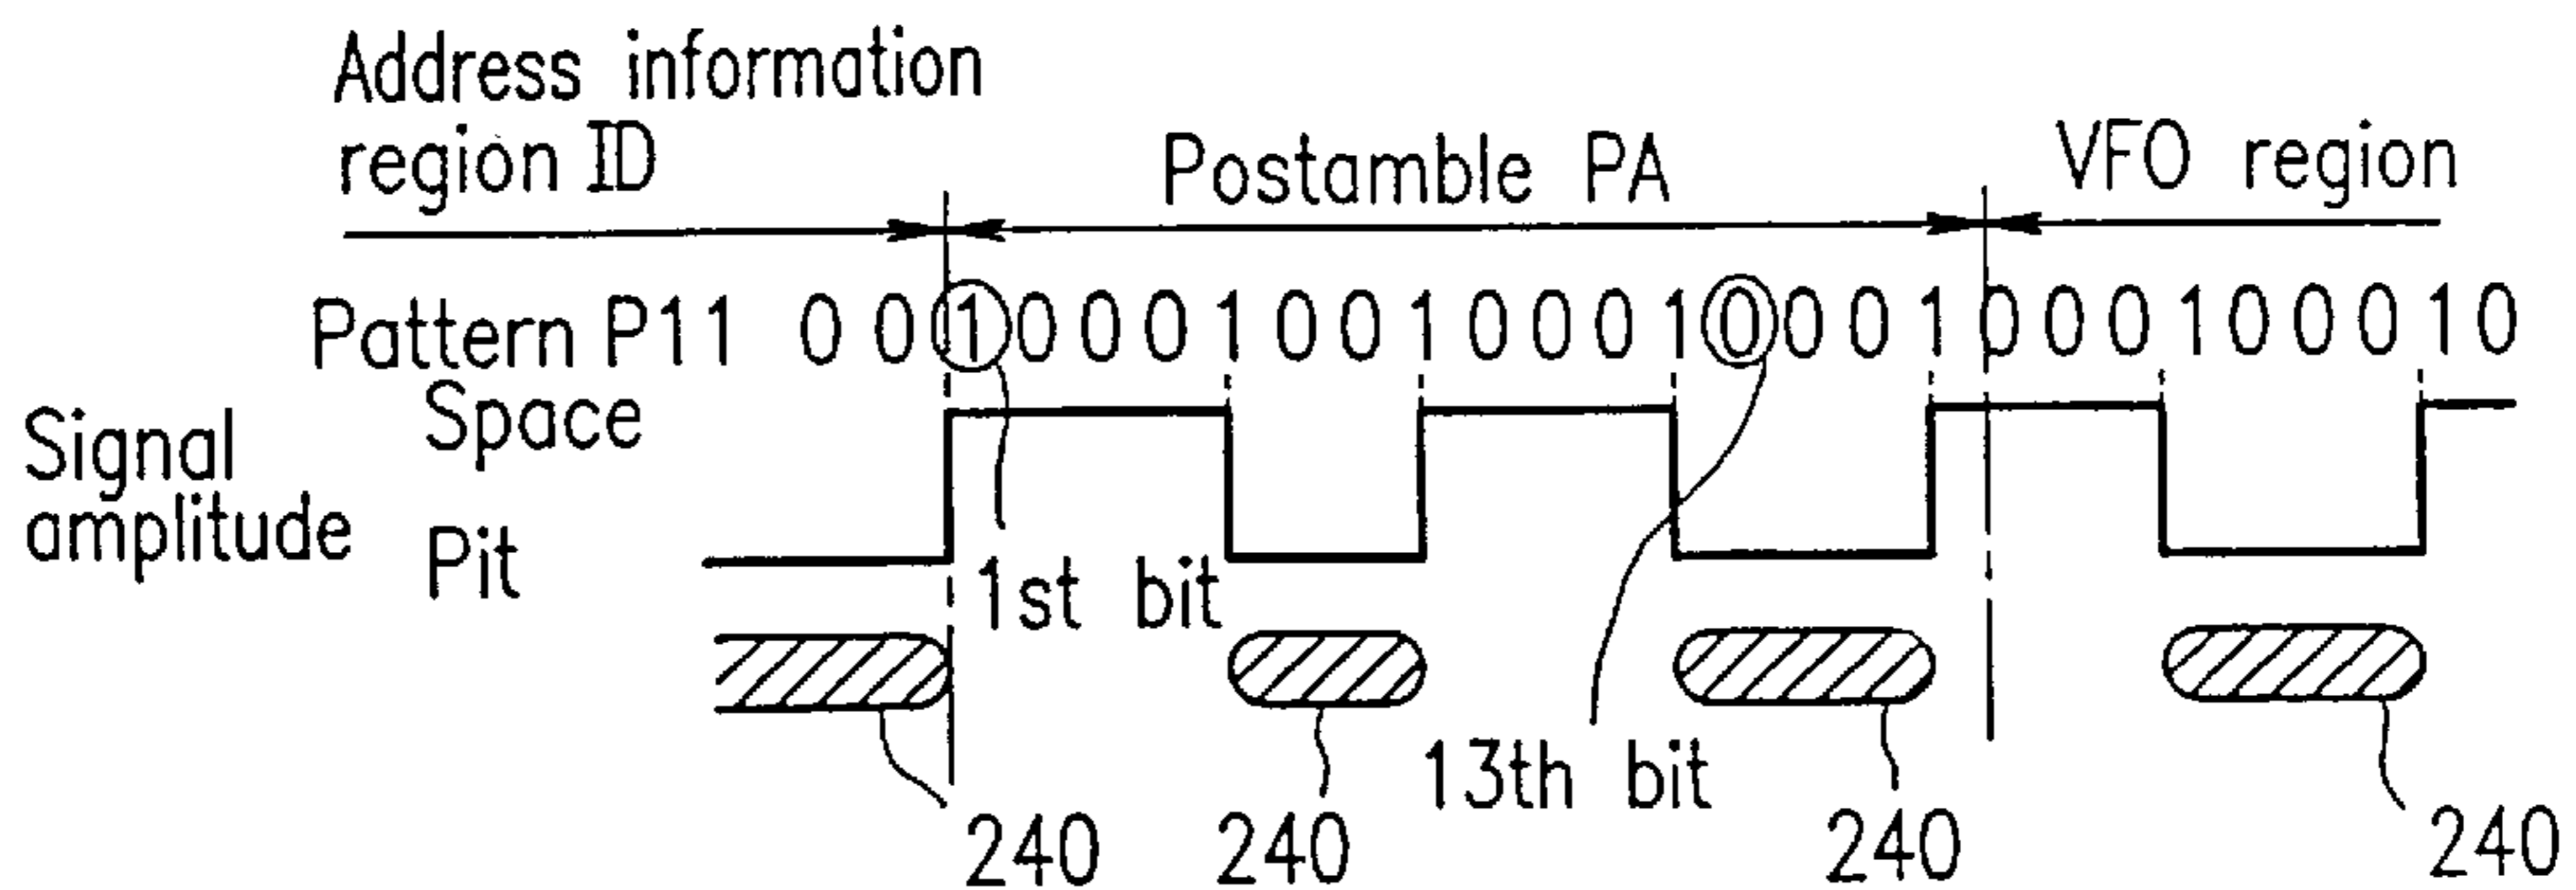 Address information
region ID
Postamble PA
VFO region
Pattern P11 0 0 1 0 0 0 1 0 0 1 0 0 0 1 0 0 0 1 0 0 0 1 0 0 0 1 0
Space
Signal
amplitude
Pit
1st bit
13th bit
240
240
240
240